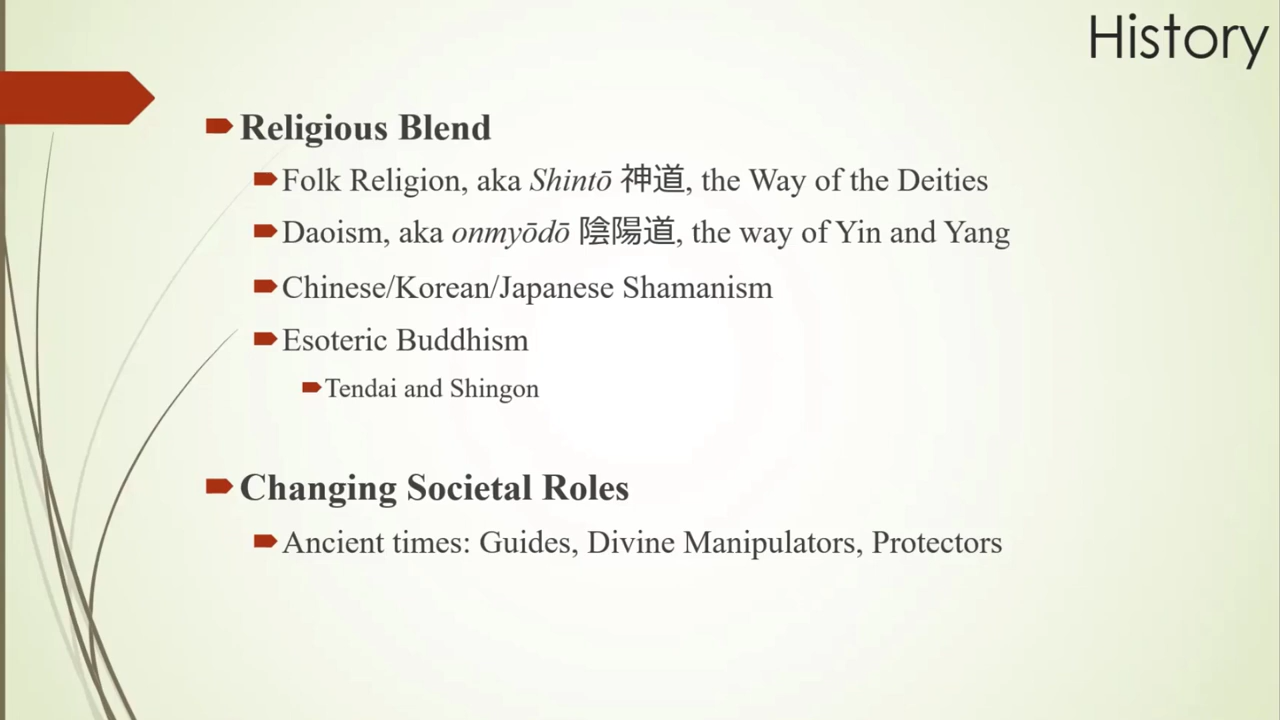 History
Religious Blend
Folk Religion, aka Shintō 神道, the Way of the Deities
Daoism, aka onmyōdō 陰陽道, the way of Yin and Yang
Chinese/Korean/Japanese Shamanism
Esoteric Buddhism
Tendai and Shingon
Changing Societal Roles
Ancient times: Guides, Divine Manipulators, Protectors